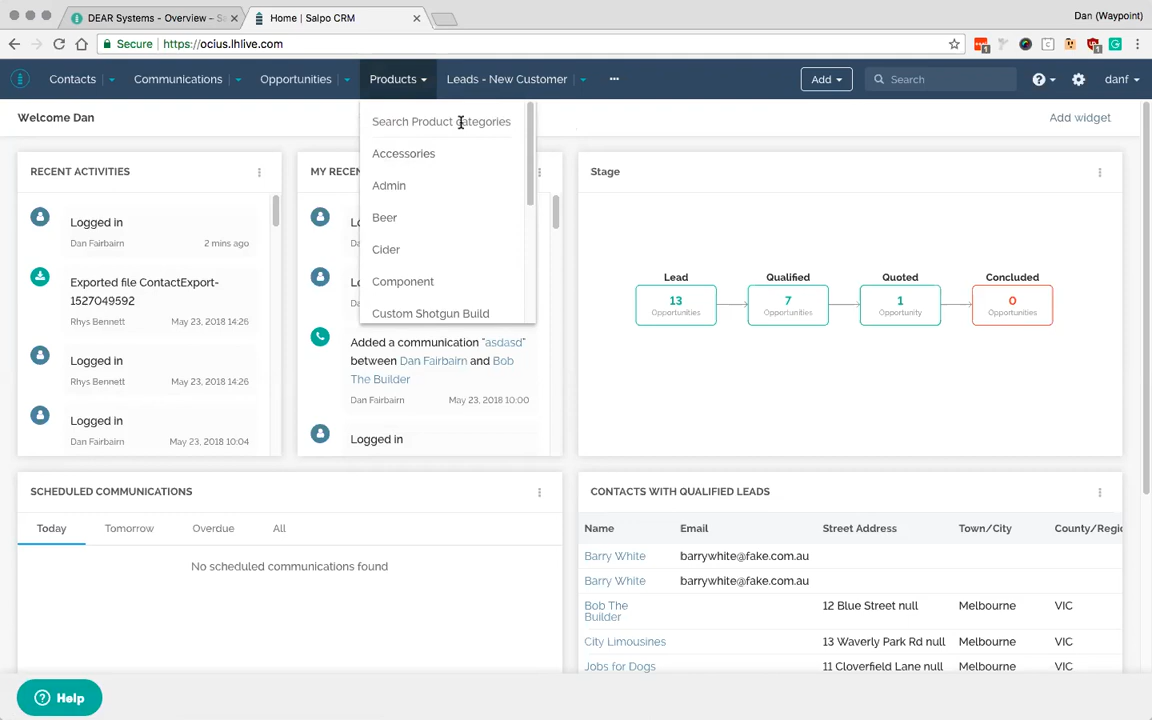 DEAR Systems - Overview – S
Home | Salpo CRM
Dan (Waypoint)
Secure
https://ocius.lhlive.com
Contacts
Communications
Opportunities
Products
Leads - New Customer
Add
Search
danf
Welcome Dan
Add widget
Search Product categories
Accessories
Admin
Beer
Cider
Component
Custom Shotgun Build
RECENT ACTIVITIES
Logged in
Dan Fairbairn 2 mins ago
Exported file ContactExport-
1527049592
Rhys Bennett May 23, 2018 14:26
Logged in
Rhys Bennett May 23, 2018 14:26
Logged in
Dan Fairbairn May 23, 2018 10:04
MY RE
Added a communication "asdasd"
between Dan Fairbairn and Bob
The Builder
Dan Fairbairn May 23, 2018 10:00
Logged in
Stage
Lead
13
Opportunities
Qualified
7
Opportunities
Quoted
1
Opportunity
Concluded
0
Opportunities
SCHEDULED COMMUNICATIONS
Today Tomorrow Overdue All
No scheduled communications found
CONTACTS WITH QUALIFIED LEADS
Name Email Street Address Town/City County/Regi
Barry White barrywhite@fake.com.au
Barry White barrywhite@fake.com.au
Bob The
Builder 12 Blue Street null Melbourne VIC
City Limousines 13 Waverly Park Rd null Melbourne VIC
Jobs for Dogs 11 Cloverfield Lane null Melbourne VIC
Help